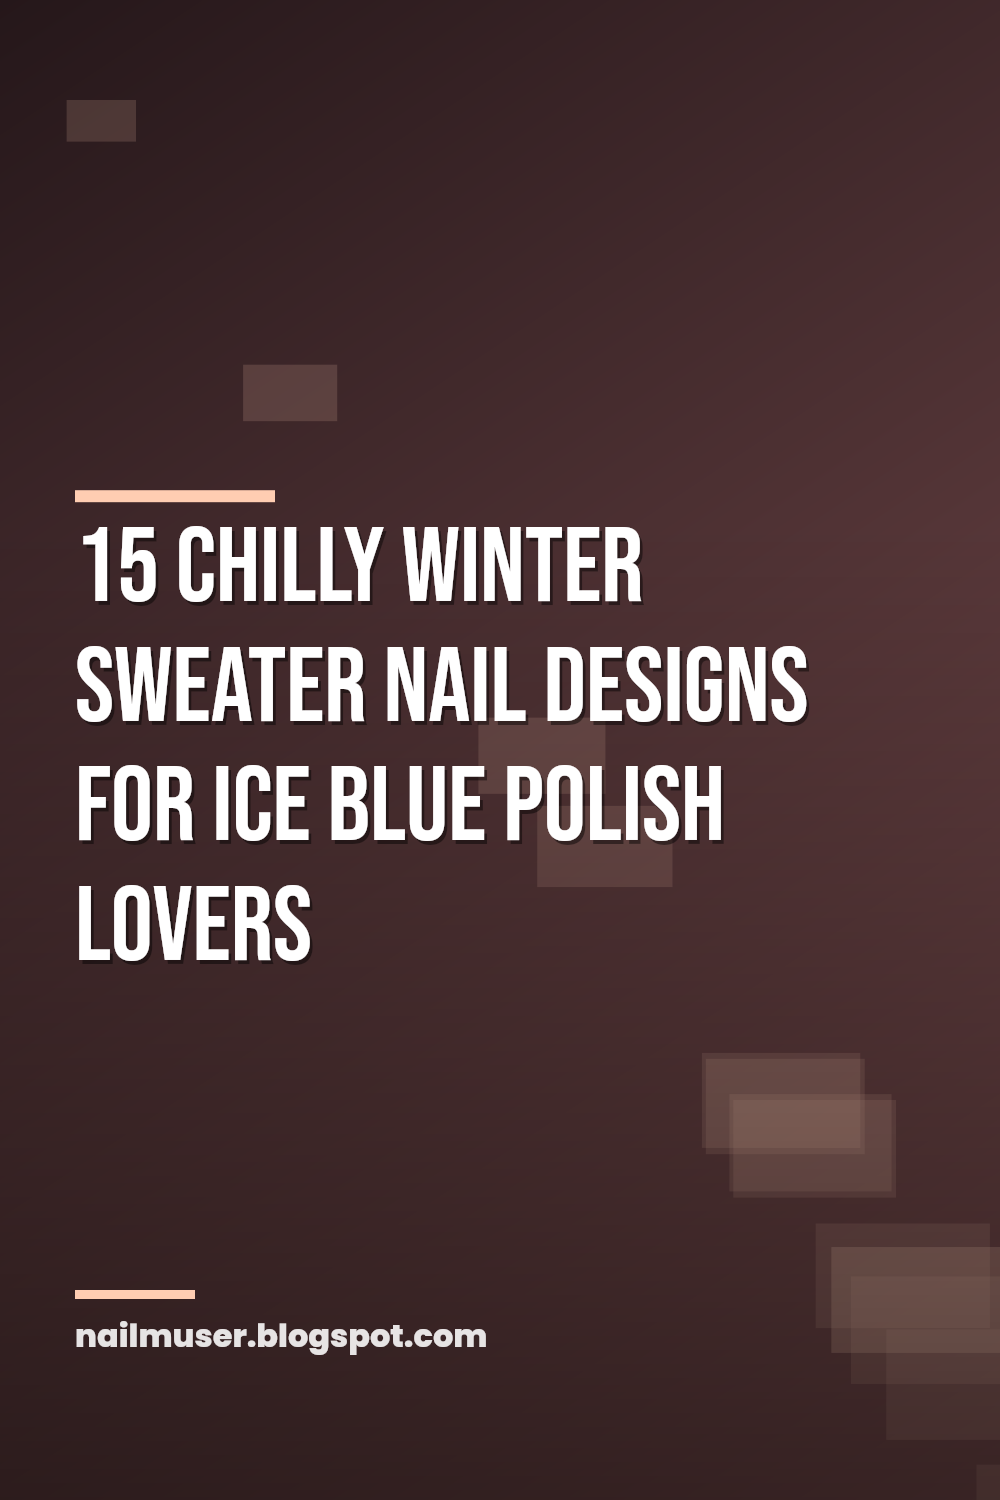 15 CHILLY WINTER
SWEATER NAIL DESIGNS
FOR ICE BLUE POLISH
LOVERS
nailmuser.blogspot.com